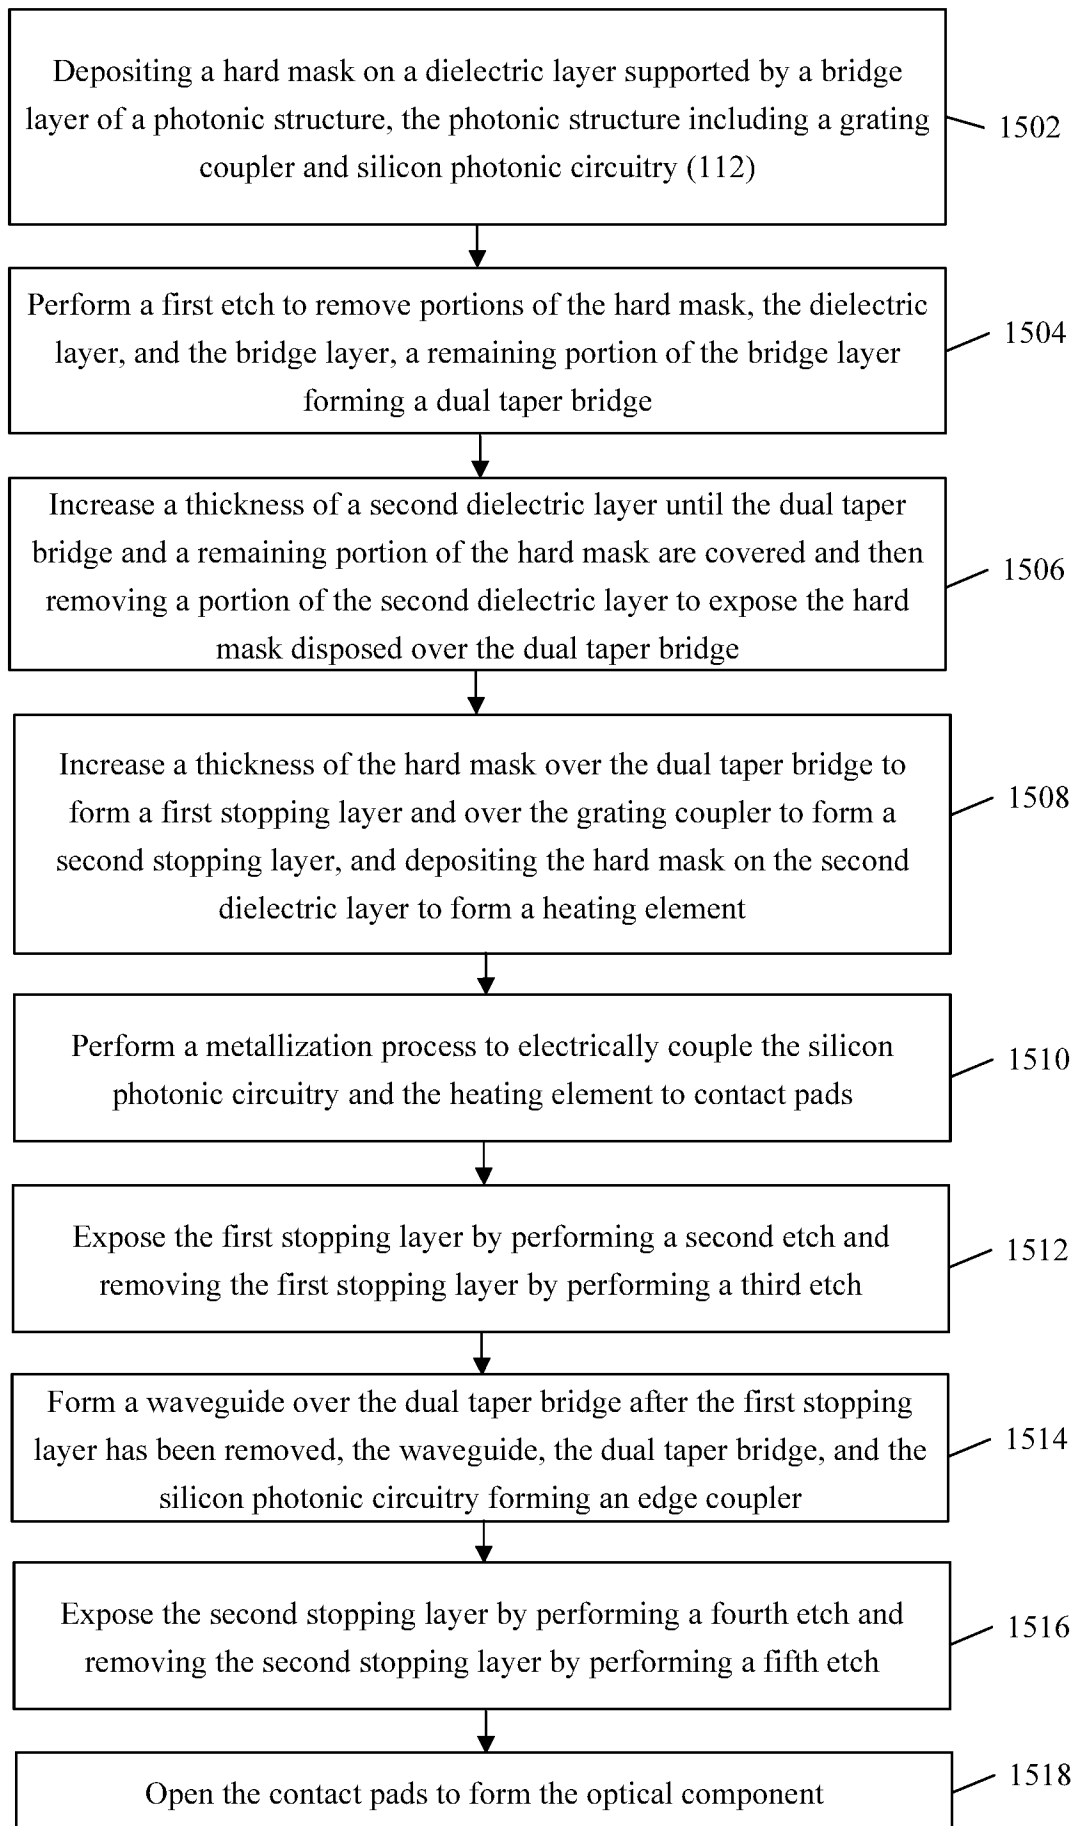 Depositing a hard mask on a dielectric layer supported by a bridge
layer of a photonic structure, the photonic structure including a grating
coupler and silicon photonic circuitry (112)
1502
Perform a first etch to remove portions of the hard mask, the dielectric
layer, and the bridge layer, a remaining portion of the bridge layer
forming a dual taper bridge
1504
Increase a thickness of a second dielectric layer until the dual taper
bridge and a remaining portion of the hard mask are covered and then
removing a portion of the second dielectric layer to expose the hard
mask disposed over the dual taper bridge
1506
Increase a thickness of the hard mask over the dual taper bridge to
form a first stopping layer and over the grating coupler to form a
second stopping layer, and depositing the hard mask on the second
dielectric layer to form a heating element
1508
Perform a metallization process to electrically couple the silicon
photonic circuitry and the heating element to contact pads
1510
Expose the first stopping layer by performing a second etch and
removing the first stopping layer by performing a third etch
1512
Form a waveguide over the dual taper bridge after the first stopping
layer has been removed, the waveguide, the dual taper bridge, and the
silicon photonic circuitry forming an edge coupler
1514
Expose the second stopping layer by performing a fourth etch and
removing the second stopping layer by performing a fifth etch
1516
Open the contact pads to form the optical component
1518